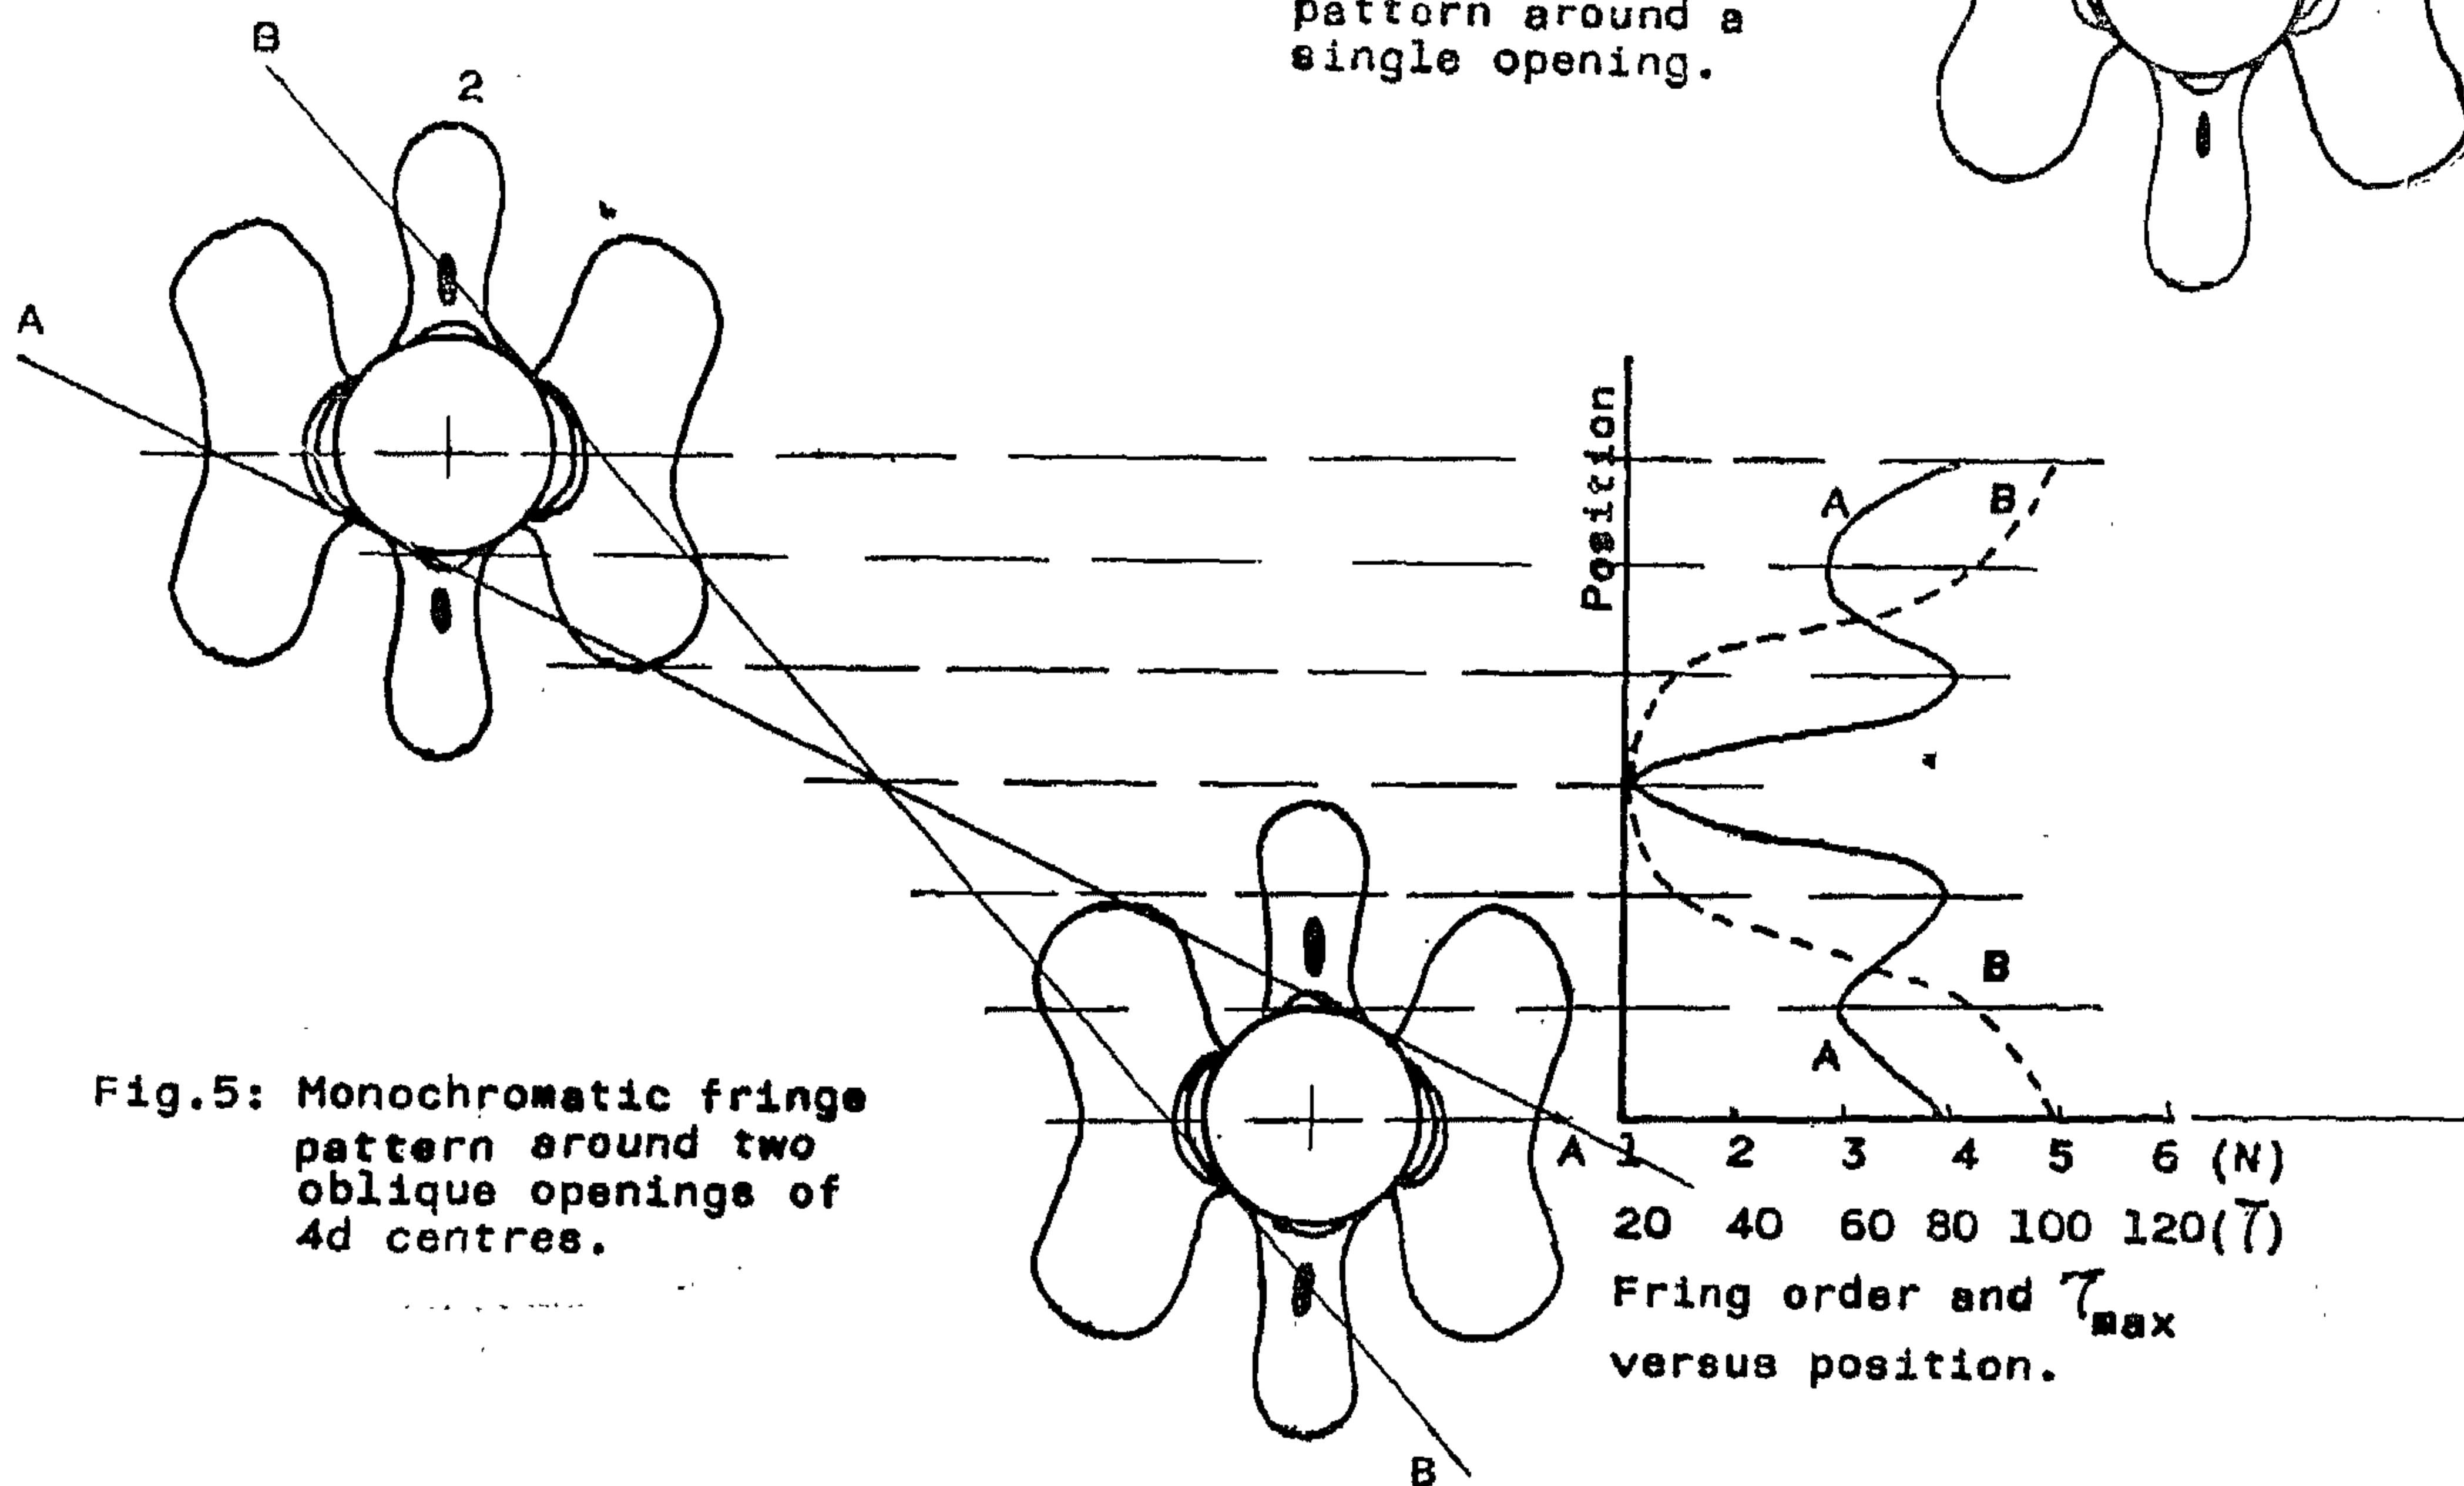 pattern around a
single opening.
B
2
A
Position
A
B
B
A
Fig.5: Monochromatic fringe
pattern around two
oblique openings of
4d centres.
A 1 2 3 4 5 6 (N)
20 40 60 80 100 120(τ)
Fring order and τmax
versus position.
B